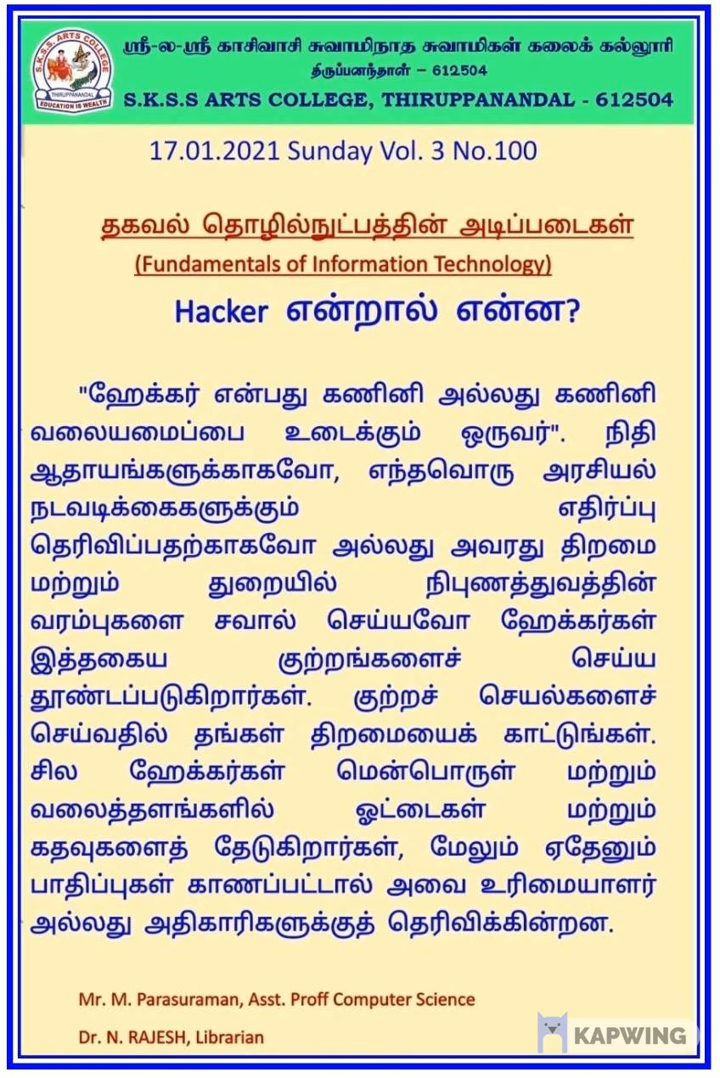 S.K.S.S ARTS COLLEGE
THIRUPPANANDAL
EDUCATION IS WEALTH
ஸ்ரீ-ல-ஸ்ரீ காசிவாசி சுவாமிநாத சுவாமிகள் கலைக் கல்லூரி
திருப்பனந்தாள் – 612504
S.K.S.S ARTS COLLEGE, THIRUPPANANDAL - 612504
17.01.2021 Sunday Vol. 3 No.100
தகவல் தொழில்நுட்பத்தின் அடிப்படைகள்
(Fundamentals of Information Technology)
Hacker என்றால் என்ன?
"ஹேக்கர் என்பது கணினி அல்லது கணினி
வலையமைப்பை உடைக்கும் ஒருவர்". நிதி
ஆதாயங்களுக்காகவோ, எந்தவொரு அரசியல்
நடவடிக்கைகளுக்கும் எதிர்ப்பு
தெரிவிப்பதற்காகவோ அல்லது அவரது திறமை
மற்றும் துறையில் நிபுணத்துவத்தின்
வரம்புகளை சவால் செய்யவோ ஹேக்கர்கள்
இத்தகைய குற்றங்களைச் செய்ய
தூண்டப்படுகிறார்கள். குற்றச் செயல்களைச்
செய்வதில் தங்கள் திறமையைக் காட்டுங்கள்.
சில ஹேக்கர்கள் மென்பொருள் மற்றும்
வலைத்தளங்களில் ஓட்டைகள் மற்றும்
கதவுகளைத் தேடுகிறார்கள், மேலும் ஏதேனும்
பாதிப்புகள் காணப்பட்டால் அவை உரிமையாளர்
அல்லது அதிகாரிகளுக்குத் தெரிவிக்கின்றன.
Mr. M. Parasuraman, Asst. Proff Computer Science
Dr. N. RAJESH, Librarian
KAPWING